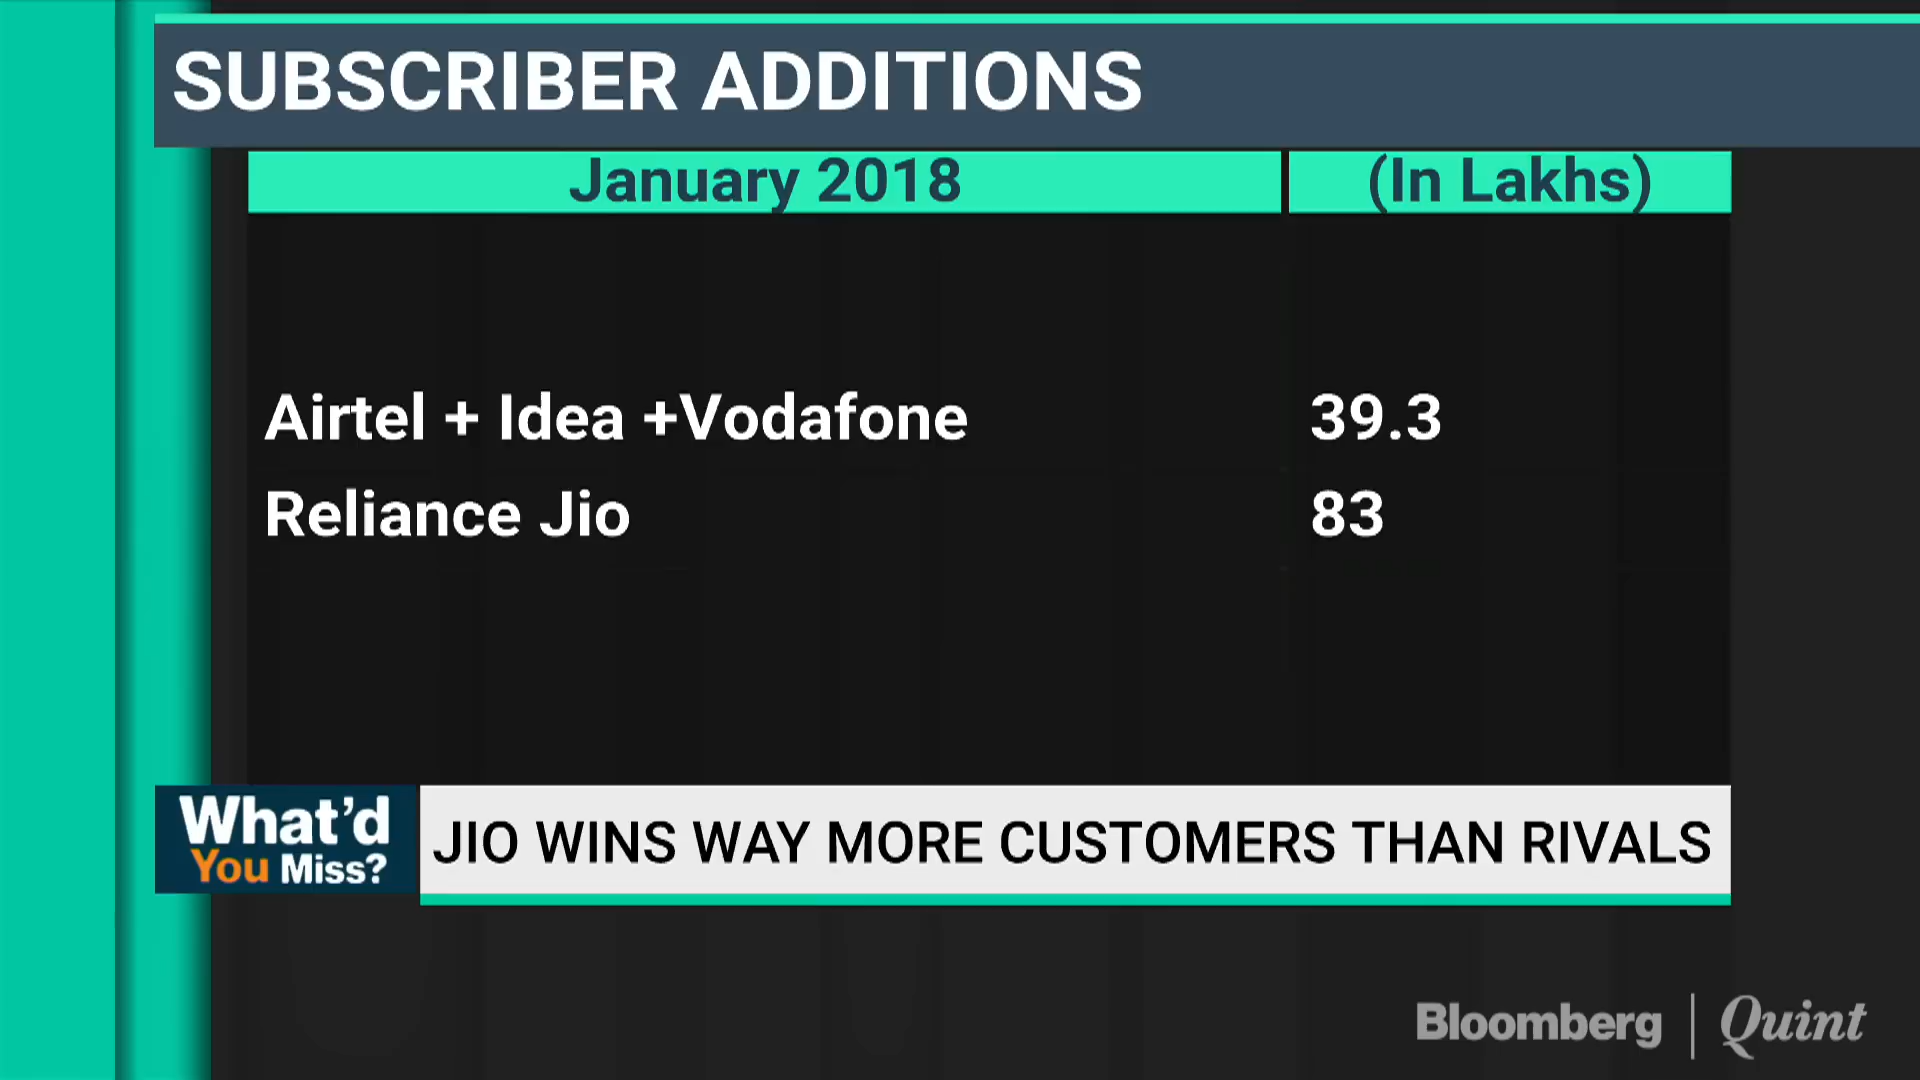 SUBSCRIBER ADDITIONS
January 2018 (In Lakhs)
Airtel + Idea +Vodafone 39.3
Reliance Jio 83
What'd
You Miss?
JIO WINS WAY MORE CUSTOMERS THAN RIVALS
Bloomberg | Quint